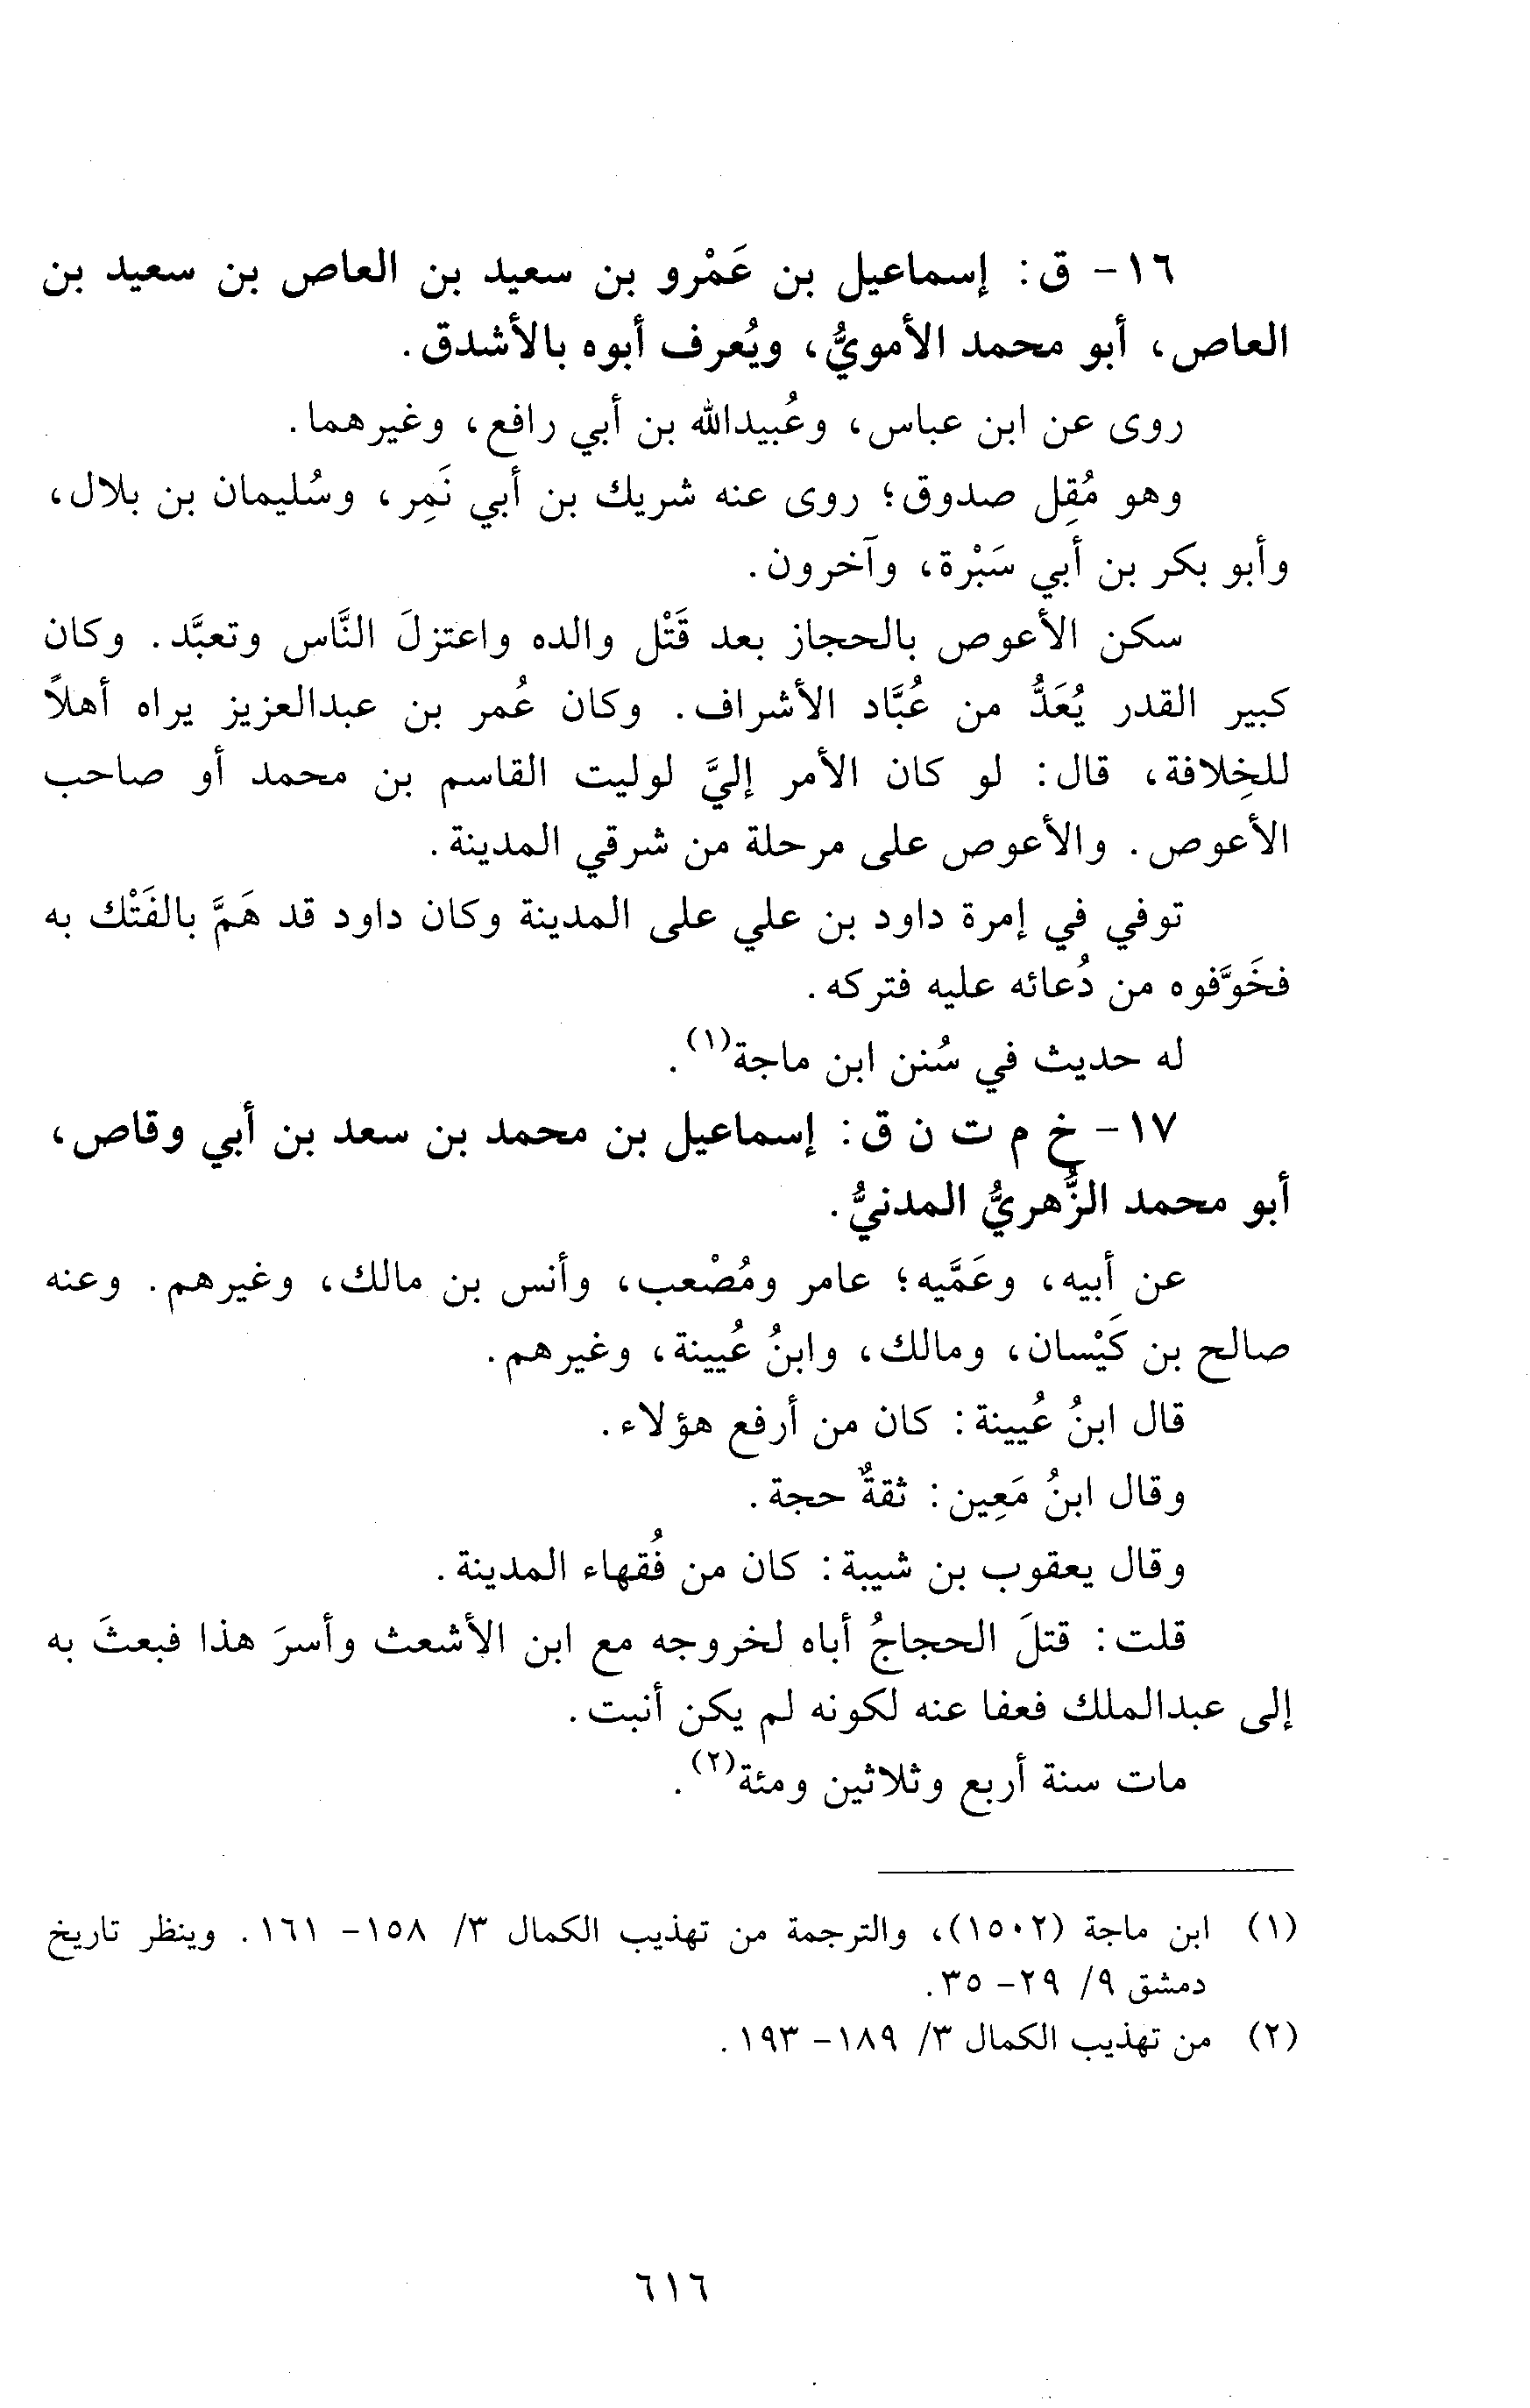 ١٦- ق: إسماعيل بن عَمْرو بن سعيد بن العاص بن سعيد بن
العاص، أبو محمد الأمويُّ، ويُعرف أبوه بالأشدق.
روى عن ابن عباس، وعُبيدالله بن أبي رافع، وغيرهما.
وهو مُقِل صدوق؛ روى عنه شريك بن أبي نَمِر، وسُليمان بن بلال،
وأبو بكر بن أبي سَبْرة، وآخرون.
سكن الأعوص بالحجاز بعد قَتْل والده واعتزلَ النَّاس وتعبَّد. وكان
كبير القدر يُعَدُّ من عُبَّاد الأشراف. وكان عُمر بن عبدالعزيز يراه أهلاً
للخِلافة، قال: لو كان الأمر إليَّ لوليت القاسم بن محمد أو صاحب
الأعوص. والأعوص على مرحلة من شرقي المدينة.
توفي في إمرة داود بن علي على المدينة وكان داود قد هَمَّ بالفَتْك به
فخَوَّفوه من دُعائه عليه فتركه.
له حديث في سُنن ابن ماجة(١).
١٧- خ م ت ن ق: إسماعيل بن محمد بن سعد بن أبي وقاص،
أبو محمد الزُّهريُّ المدنيُّ.
عن أبيه، وعَمَّيه؛ عامر ومُصْعب، وأنس بن مالك، وغيرهم. وعنه
صالح بن كَيْسان، ومالك، وابنُ عُيينة، وغيرهم.
قال ابنُ عُيينة: كان من أرفع هؤلاء.
وقال ابنُ مَعِين: ثقةٌ حجة.
وقال يعقوب بن شيبة: كان من فُقهاء المدينة.
قلت: قتلَ الحجاجُ أباه لخروجه مع ابن الأشعث وأسرَ هذا فبعثَ به
إلى عبدالملك فعفا عنه لكونه لم يكن أنبت.
مات سنة أربع وثلاثين ومئة(٢).
(١) ابن ماجة (١٥٠٢)، والترجمة من تهذيب الكمال ٣/ ١٥٨- ١٦١. وينظر تاريخ
دمشق ٩/ ٢٩- ٣٥.
(٢) من تهذيب الكمال ٣/ ١٨٩- ١٩٣.
٦١٦